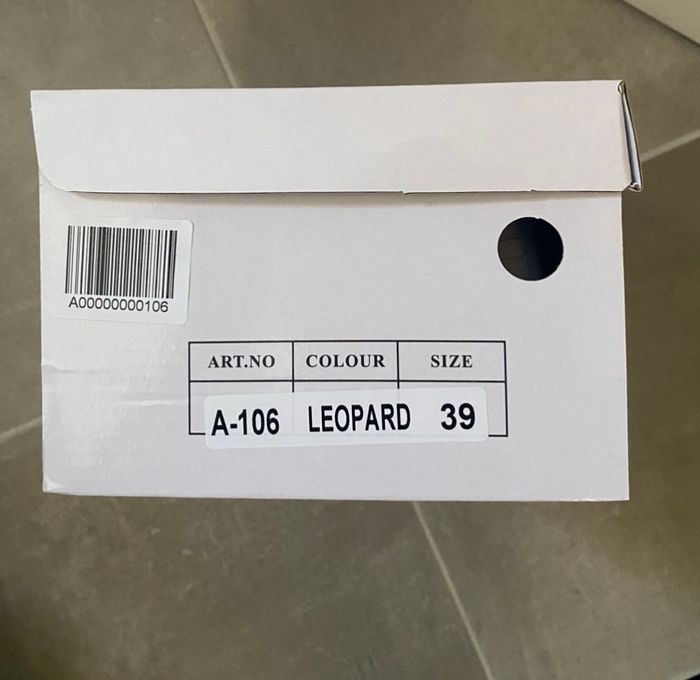 A00000000106
ART.NO COLOUR SIZE
A-106 LEOPARD 39